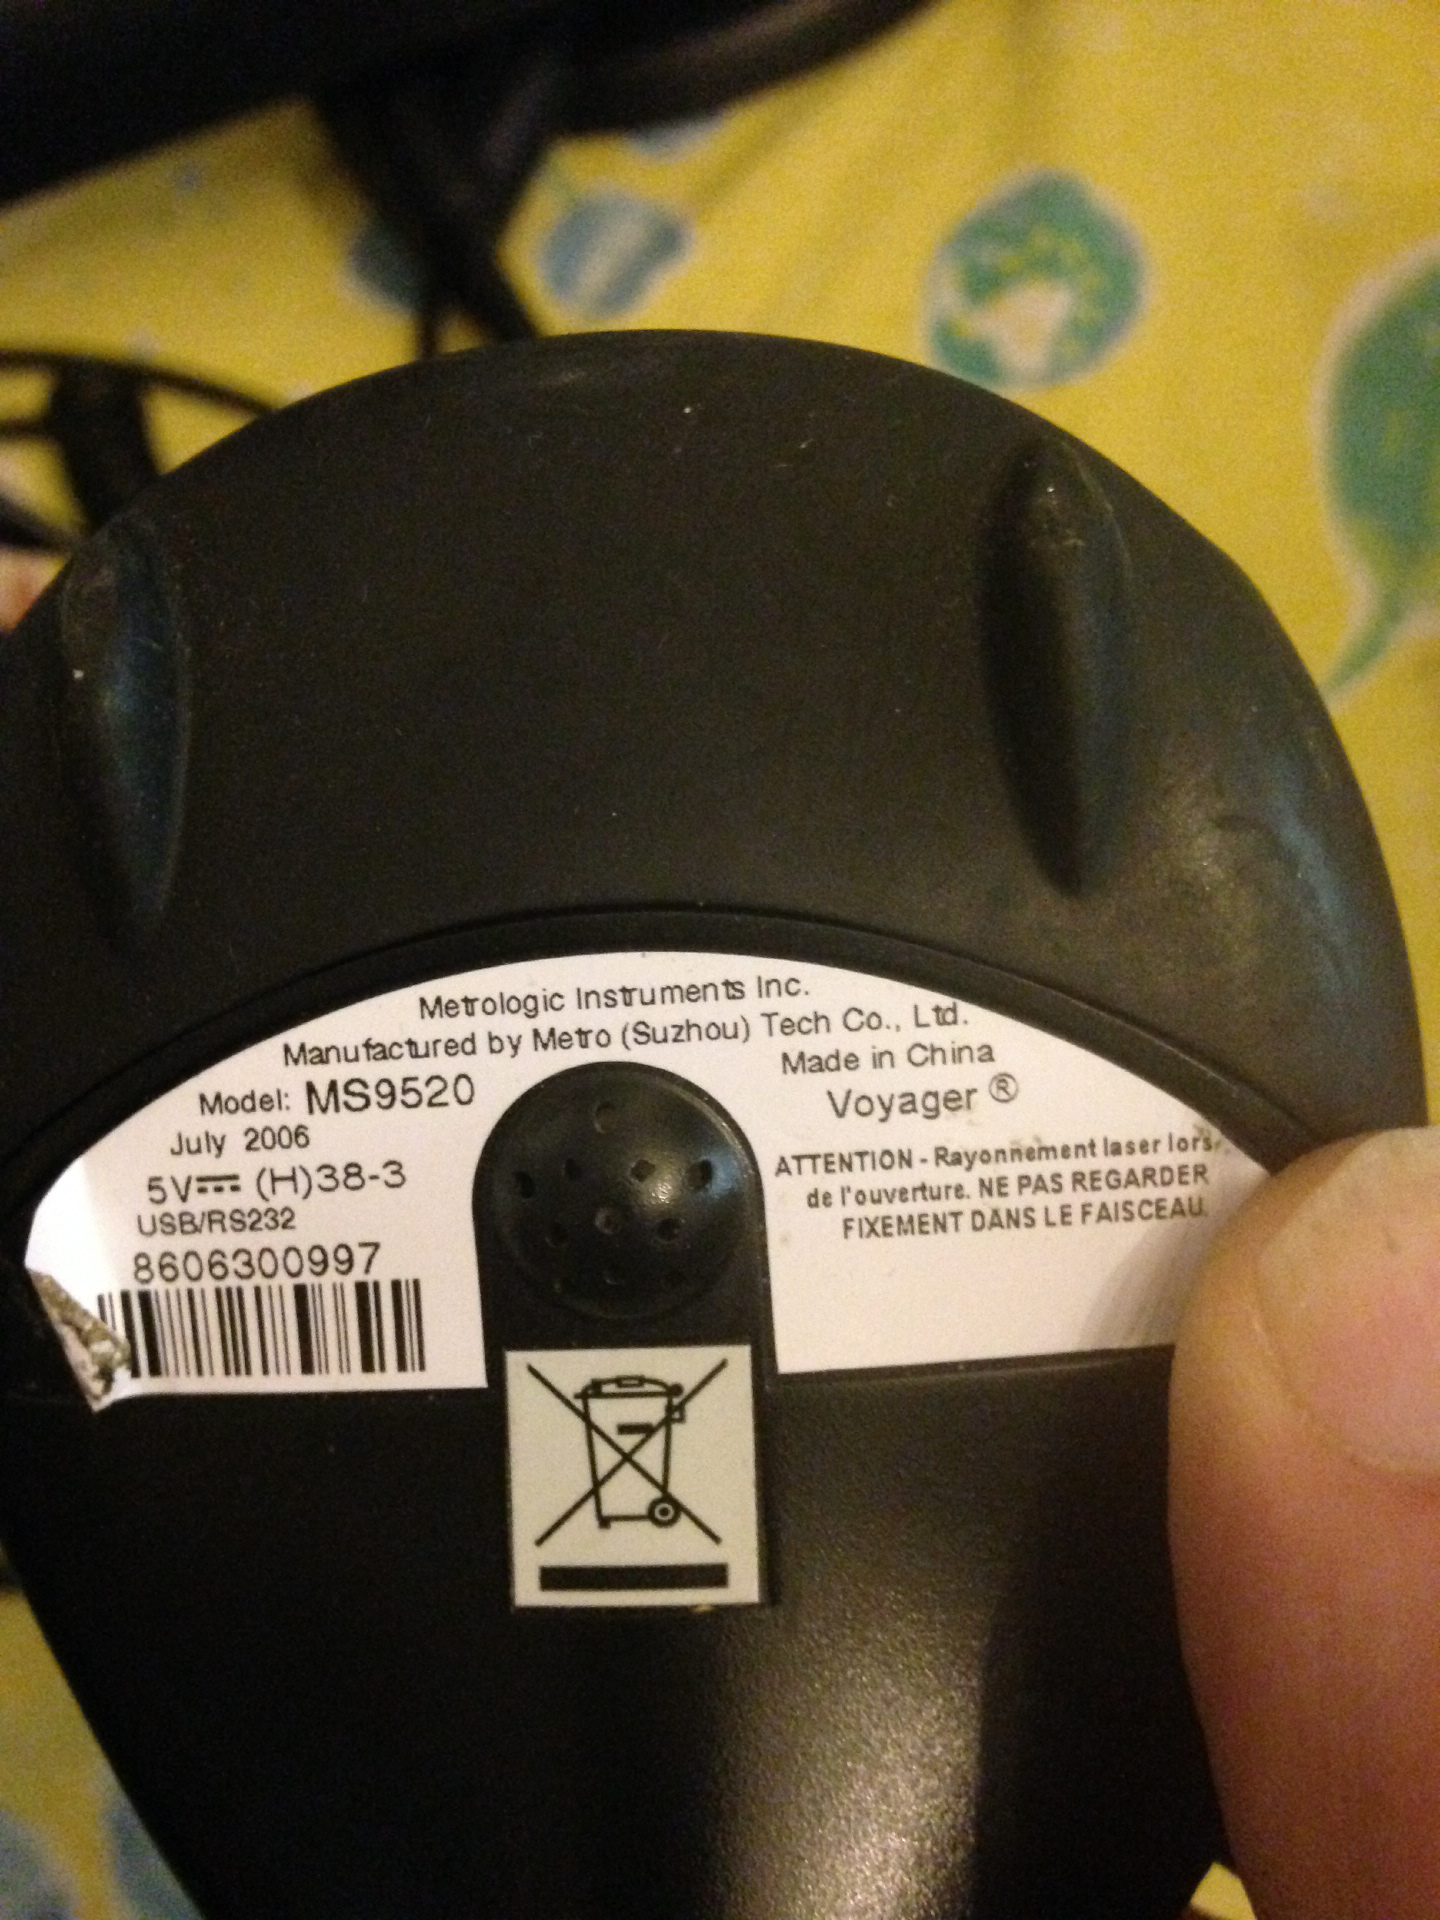 Metrologic Instruments Inc.
Manufactured by Metro (Suzhou) Tech Co., Ltd.
Made in China
Model: MS9520
Voyager ®
July 2006
5V (H)38-3
USB/RS232
8606300997
ATTENTION - Rayonnement laser lors
de l'ouverture. NE PAS REGARDER
FIXEMENT DANS LE FAISCEAU.